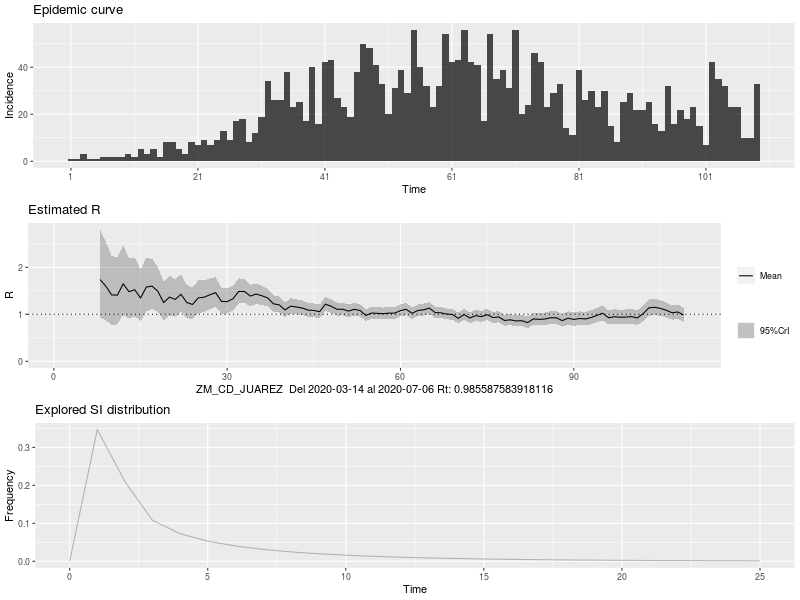 Epidemic curve
40
20
0
Incidence
1
21
41
61
81
101
Time
Estimated R
2
1
0
R
0
30
60
90
Mean
95%CrI
ZM_CD_JUAREZ Del 2020-03-14 al 2020-07-06 Rt: 0.985587583918116
Explored SI distribution
0.3
0.2
0.1
0.0
Frequency
0
5
10
15
20
25
Time